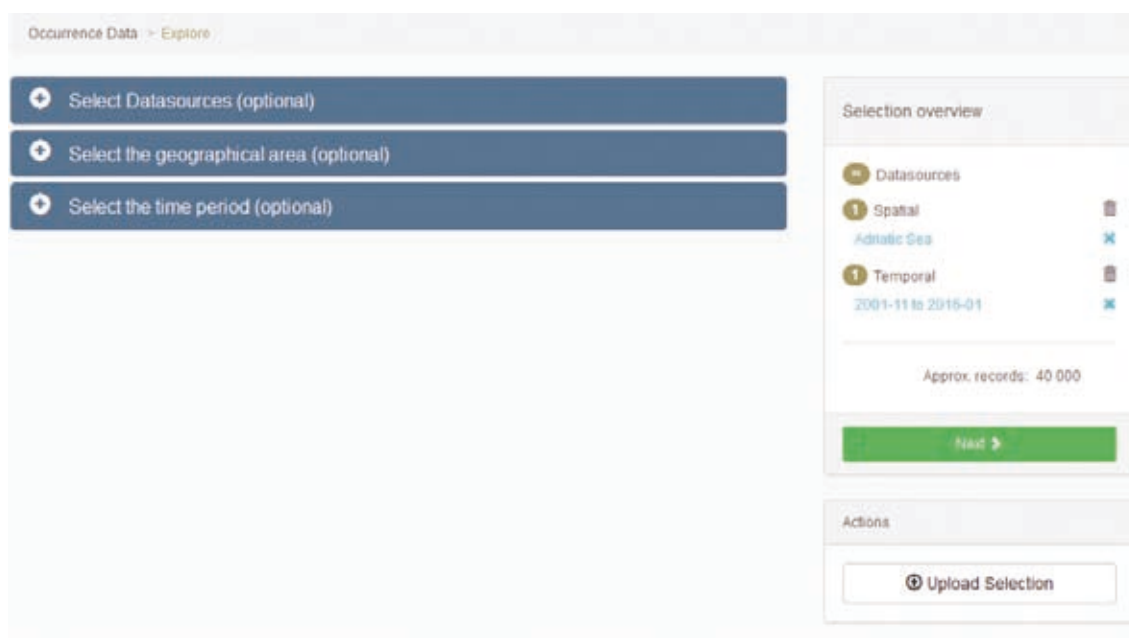 Occurrence Data > Explore
Select Datasources (optional)
Select the geographical area (optional)
Select the time period (optional)
Selection overview
∞ Datasources
1 Spatial
Adriatic Sea
1 Temporal
2001-11 to 2016-01
Approx. records: 40 000
Next
Actions
Upload Selection